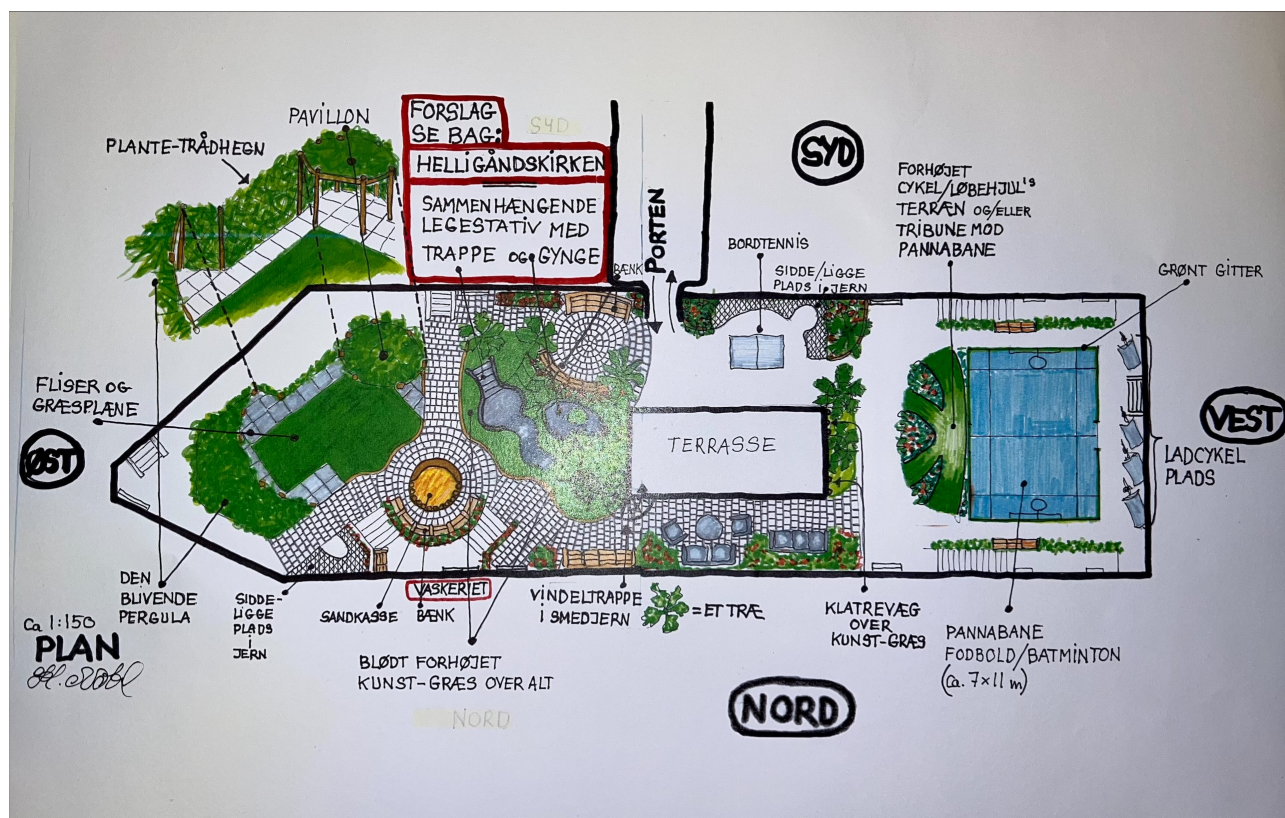 PLANTE-TRÅDHEGN
PAVILLON
FORSLAG
SE BAG:
HELLIGÅNDSKIRKEN
SAMMENHÆNGENDE
LEGESTATIV MED
TRAPPE OG GYNGE
SYD
BÆNK
PORTEN
SYD
BORDTENNIS
SIDDE/LIGGE
PLADS I JERN
FORHØJET
CYKEL/LØBEHJUL'S
TERRÆN OG/ELLER
TRIBUNE MOD
PANNABANE
GRØNT GITTER
FLISER OG
GRÆSPLÆNE
ØST
TERRASSE
VEST
LADCYKEL
PLADS
DEN
BLIVENDE
PERGULA
SIDDE-
LIGGE
PLADS
I
JERN
SANDKASSE
VASKERIET
BÆNK
BLØDT FORHØJET
KUNST-GRÆS OVER ALT
VINDELTRAPPE
I SMEDJERN
= ET TRÆ
KLATREVÆG
OVER
KUNST-GRÆS
PANNABANE
FODBOLD/BATMINTON
(Ca. 7×11 m)
Ca 1:150
PLAN
NORD
NORD